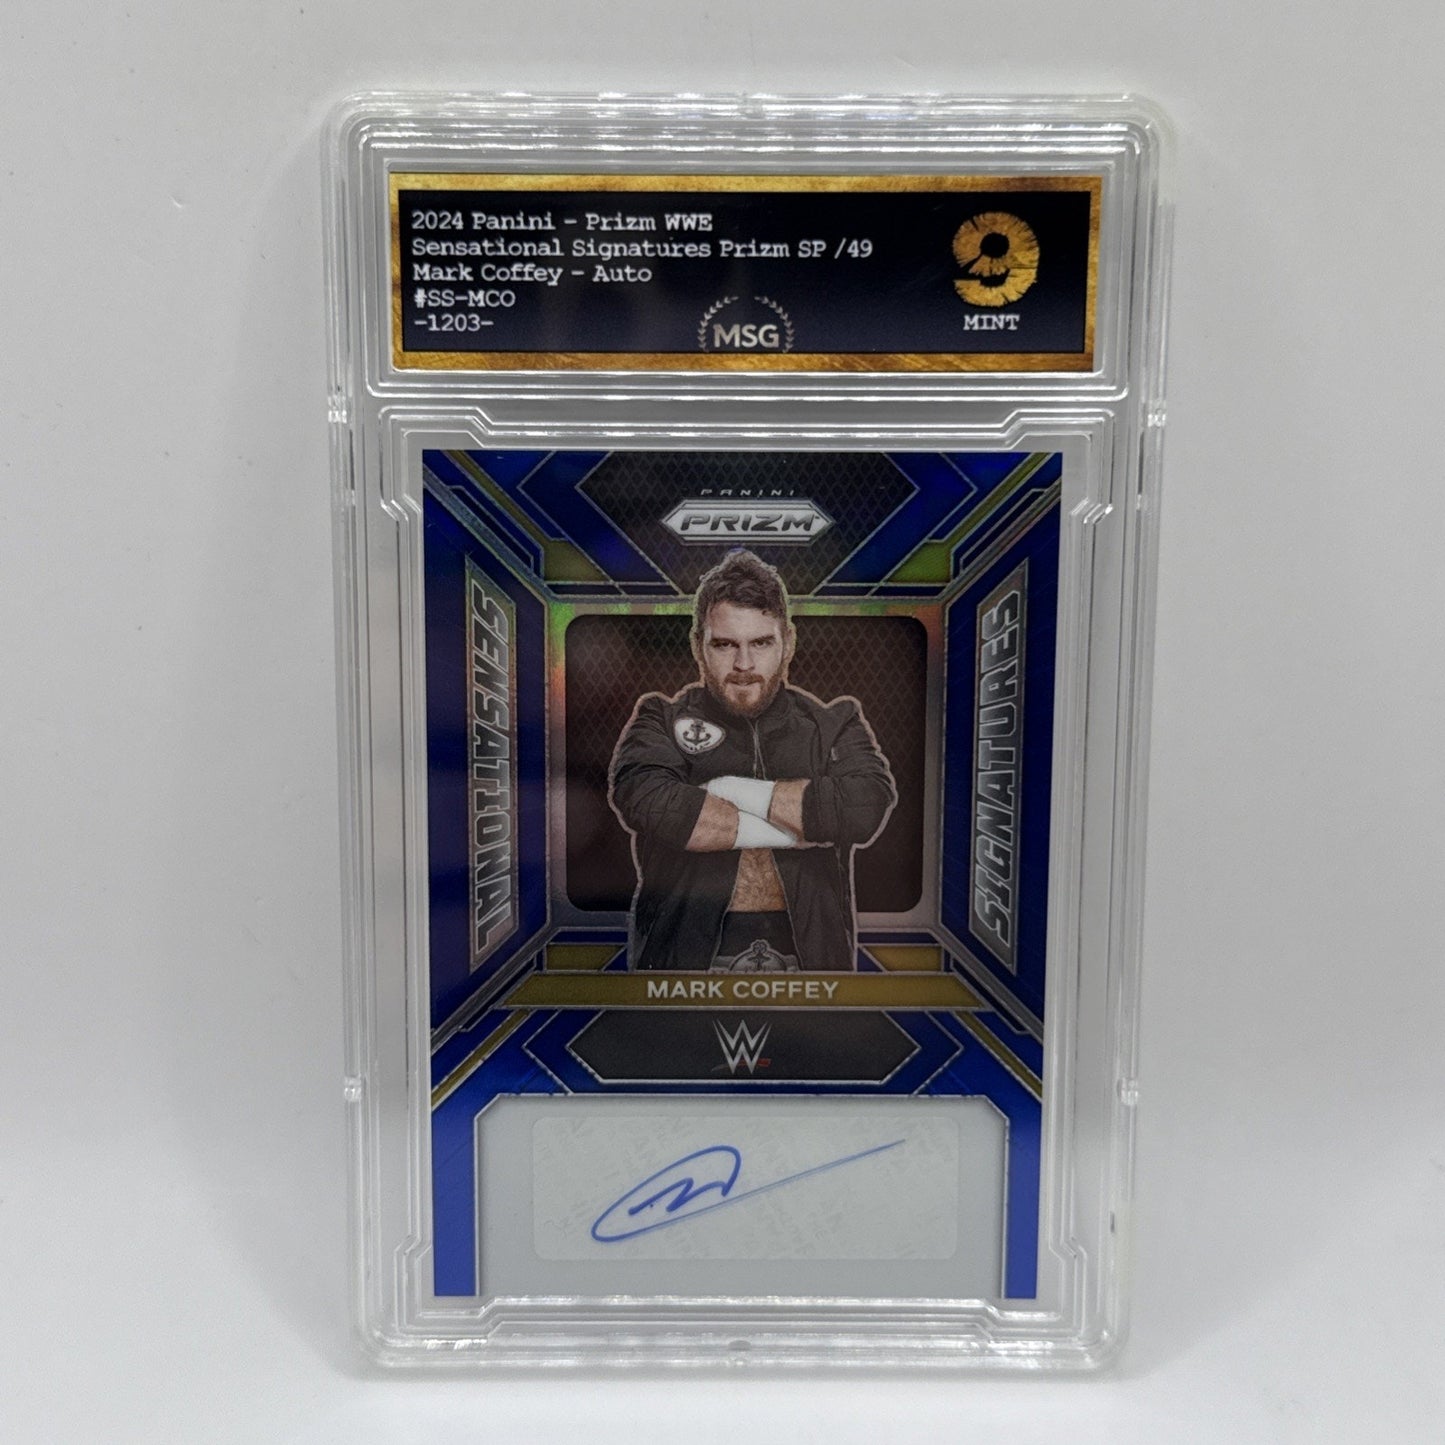 2024 Panini - Prizm WWE
Sensational Signatures Prizm SP /49
Mark Coffey - Auto
#SS-MCO
-1203-
MSG
9
MINT
PANINI
PRIZM
SENSATIONAL
SIGNATURES
MARK COFFEY
W